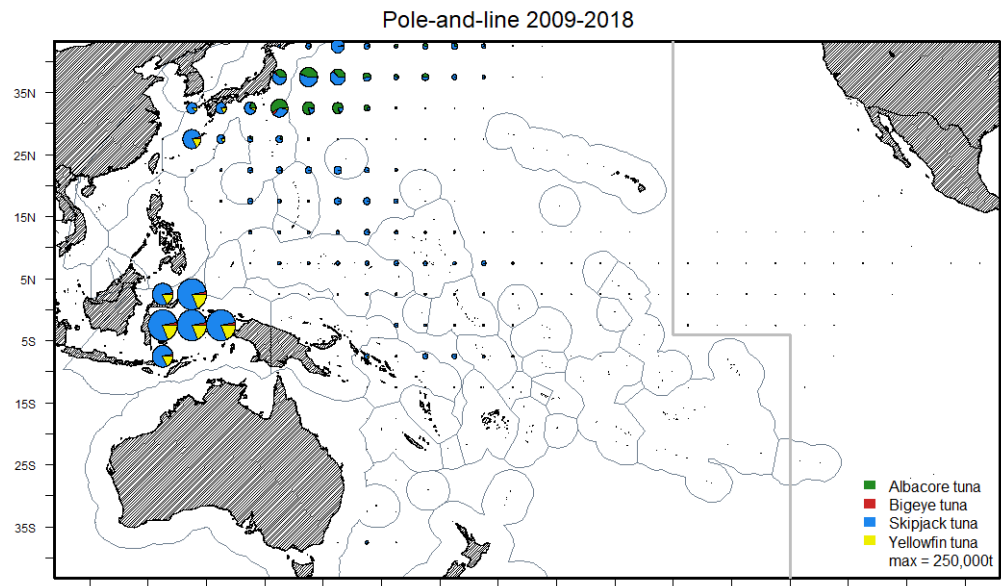 Pole-and-line 2009-2018
35N
25N
15N
5N
5S
15S
25S
35S
Albacore tuna
Bigeye tuna
Skipjack tuna
Yellowfin tuna
max = 250,000t